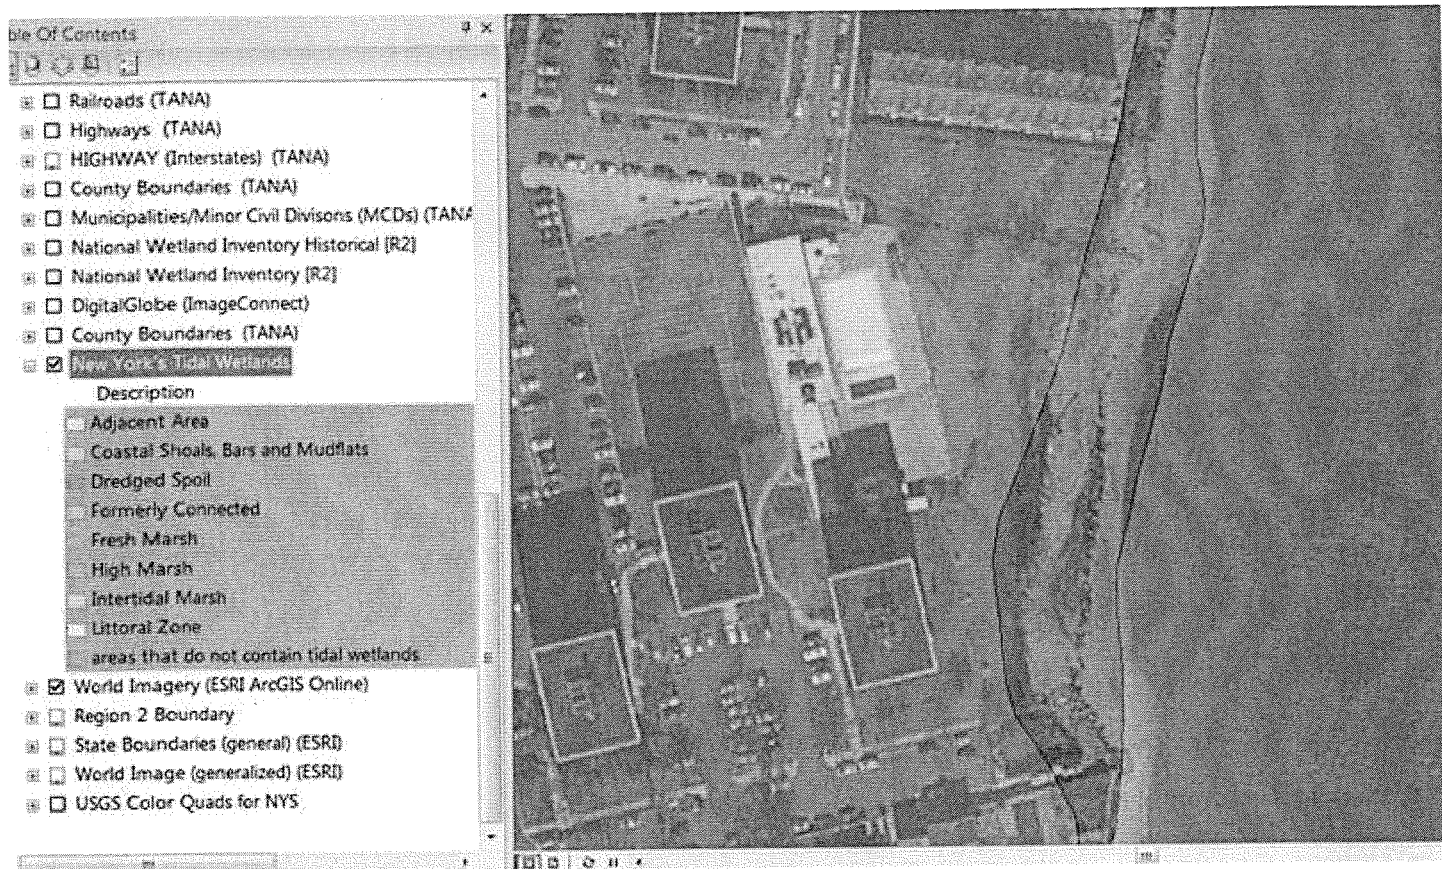 ble Of Contents
Railroads (TANA)
Highways (TANA)
HIGHWAY (Interstates) (TANA)
County Boundaries (TANA)
Municipalities/Minor Civil Divisons (MCDs) (TANA
National Wetland Inventory Historical [R2]
National Wetland Inventory [R2]
DigitalGlobe (ImageConnect)
County Boundaries (TANA)
New York's Tidal Wetlands
Description
Adjacent Area
Coastal Shoals, Bars and Mudflats
Dredged Spoil
Formerly Connected
Fresh Marsh
High Marsh
Intertidal Marsh
Littoral Zone
areas that do not contain tidal wetlands
World Imagery (ESRI ArcGIS Online)
Region 2 Boundary
State Boundaries (general) (ESRI)
World Image (generalized) (ESRI)
USGS Color Quads for NYS